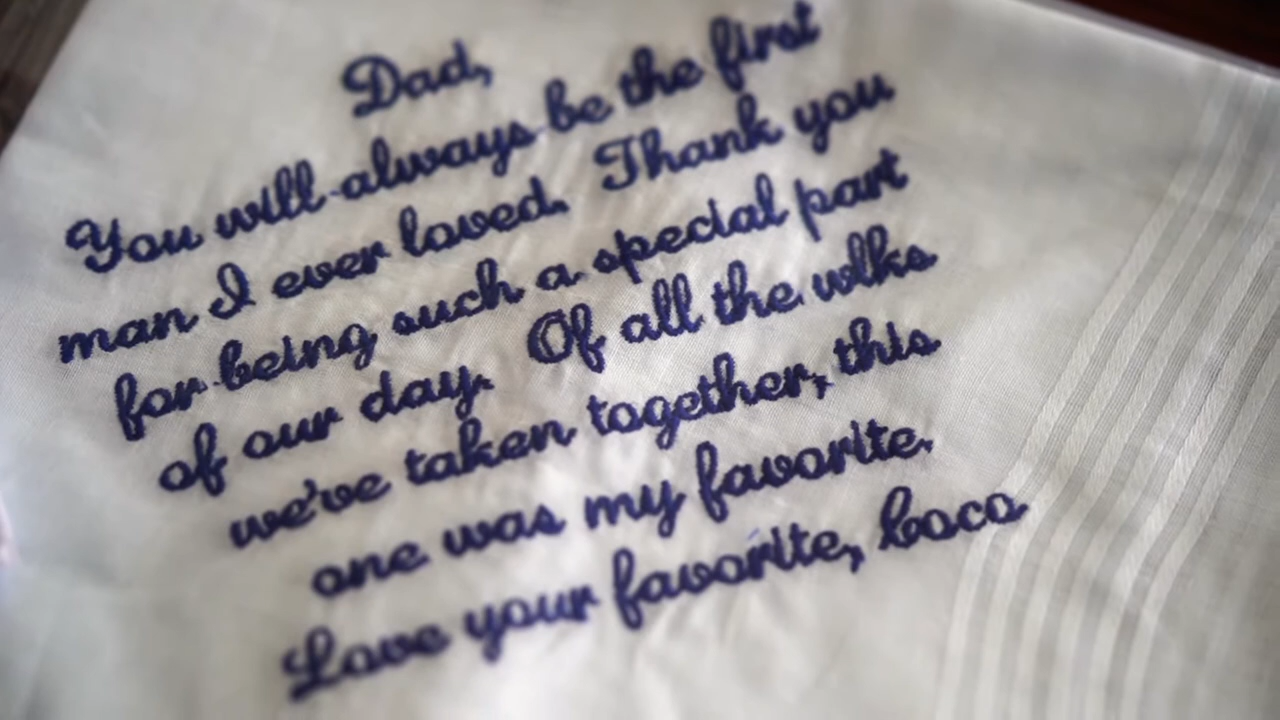 Dad,
You will always be the first
man I ever loved. Thank you
for being such a special part
of our day. Of all the wlks
we've taken together, this
one was my favorite.
Love your favorite, Coco